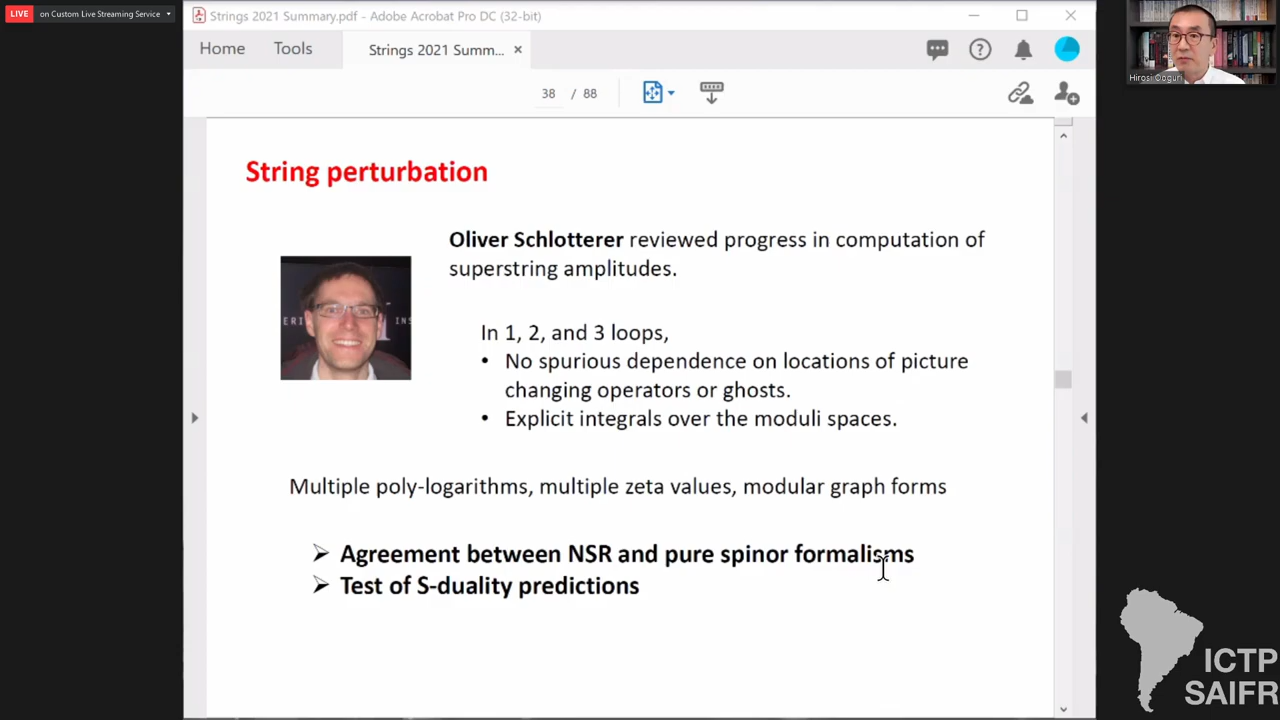 LIVE on Custom Live Streaming Service
Strings 2021 Summary.pdf - Adobe Acrobat Pro DC (32-bit)
Home Tools Strings 2021 Summ... ×
38 / 88
Hirosi Ooguri
String perturbation
Oliver Schlotterer reviewed progress in computation of
superstring amplitudes.
In 1, 2, and 3 loops,
• No spurious dependence on locations of picture
changing operators or ghosts.
• Explicit integrals over the moduli spaces.
Multiple poly-logarithms, multiple zeta values, modular graph forms
➢ Agreement between NSR and pure spinor formalisms
➢ Test of S-duality predictions
ICTP
SAIFR